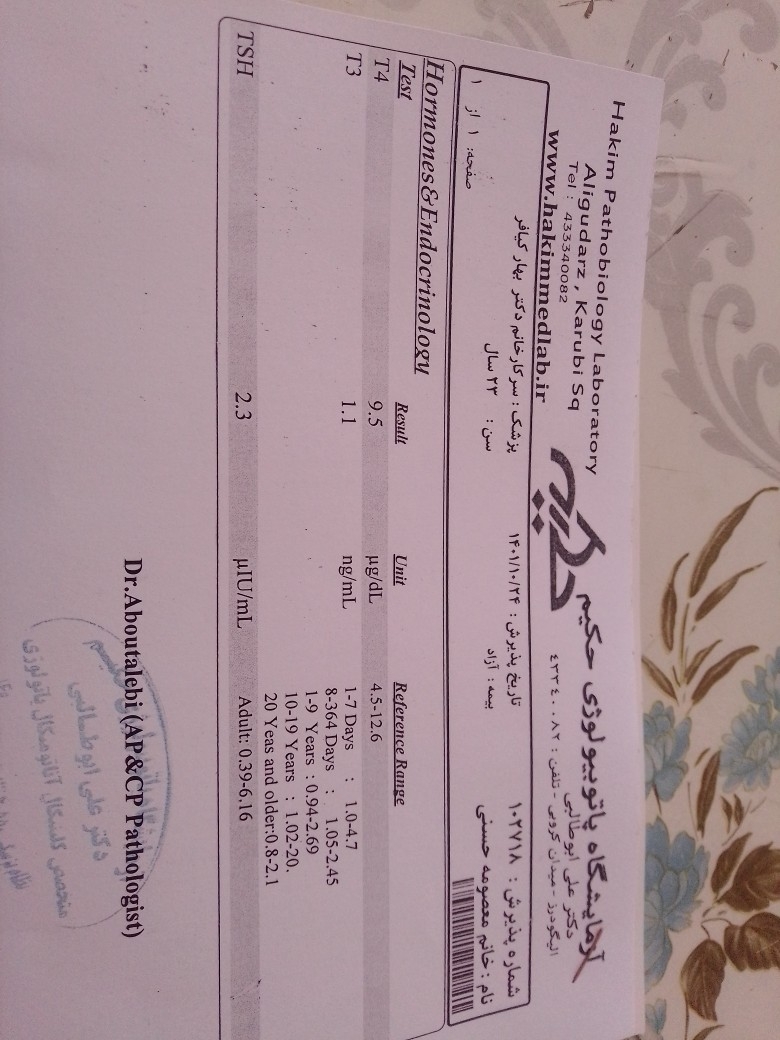 Hakim Pathobiology Laboratory
Aligudarz , Karubi Sq
Tel : 433340082
www.hakimmedlab.ir
آزمایشگاه پاتوبیولوژی حکیم
دکتر علی ابوطالبی
الیگودرز - میدان کروبی - تلفن : ٤٣٣٤٠٠٨٢
شماره پذیرش : ۱۰۲۷۱۸
تاریخ پذیرش : ۱۴۰۱/۱۰/۲۴
پزشک : سرکارخانم دکتر بهار کیافر
نام : خانم معصومه حسنی
بیمه : آزاد
سن : ۲۳ سال
صفحه: ۱ از ۱
Hormones&Endocrinology
Test Result Unit Reference Range
T4 9.5 µg/dL 4.5-12.6
T3 1.1 ng/mL 1-7 Days : 1.0-4.7
8-364 Days : 1.05-2.45
1-9 Years : 0.94-2.69
10-19 Years : 1.02-20.
20 Yeas and older:0.8-2.1
TSH 2.3 µIU/mL Adult: 0.39-6.16
Dr.Aboutalebi (AP&CP Pathologist)
دکتر علی ابوطالبی
متخصص کلینیکال آناتومیکال پاتولوژی